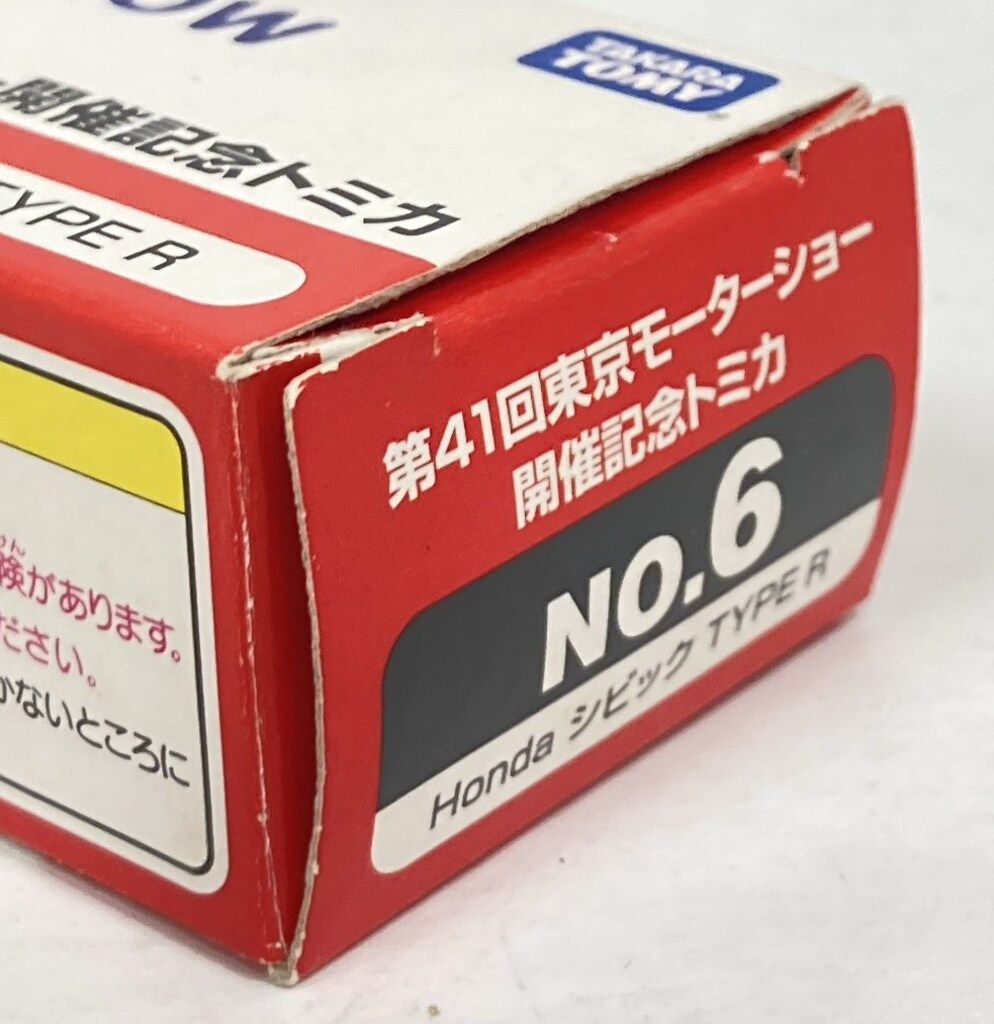 TAKARA
TOMY
開催記念トミカ
TYPE R
第41回東京モーターショー
開催記念トミカ
NO.6
Honda シビック TYPE R
険があります。
ださい。
かないところに